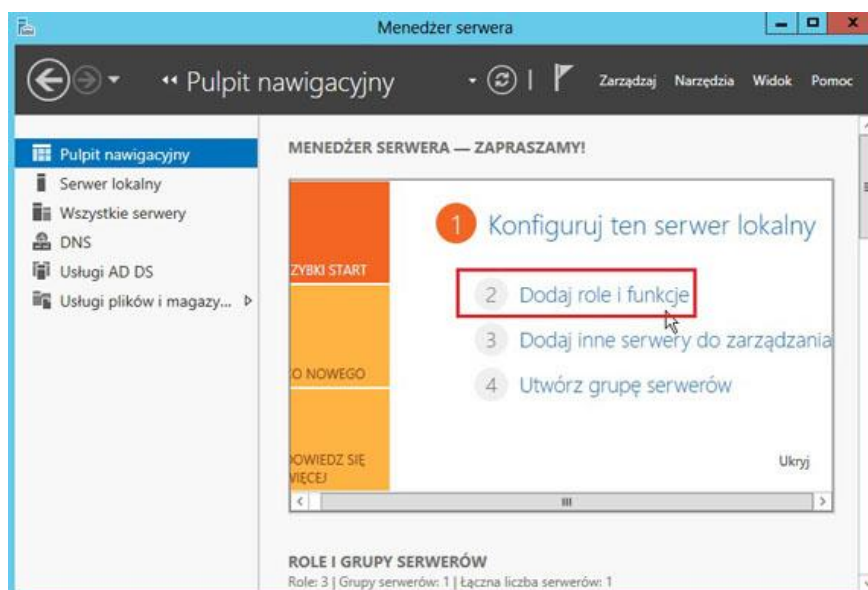 Menedżer serwera
Pulpit nawigacyjny
Zarządzaj Narzędzia Widok Pomoc
Pulpit nawigacyjny
Serwer lokalny
Wszystkie serwery
DNS
Usługi AD DS
Usługi plików i magazy...
MENEDŻER SERWERA — ZAPRASZAMY!
ZYBKI START
O NOWEGO
OWIEDZ SIĘ
WIĘCEJ
1 Konfiguruj ten serwer lokalny
2 Dodaj role i funkcje
3 Dodaj inne serwery do zarządzania
4 Utwórz grupę serwerów
Ukryj
ROLE I GRUPY SERWERÓW
Role: 3 | Grupy serwerów: 1 | Łączna liczba serwerów: 1